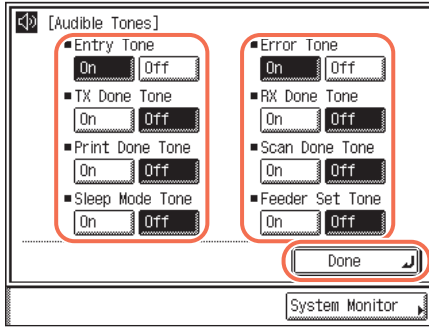 [Audible Tones]
■Entry Tone ■Error Tone
On Off On Off
■TX Done Tone ■RX Done Tone
On Off On Off
■Print Done Tone ■Scan Done Tone
On Off On Off
■Sleep Mode Tone ■Feeder Set Tone
On Off On Off
Done
System Monitor